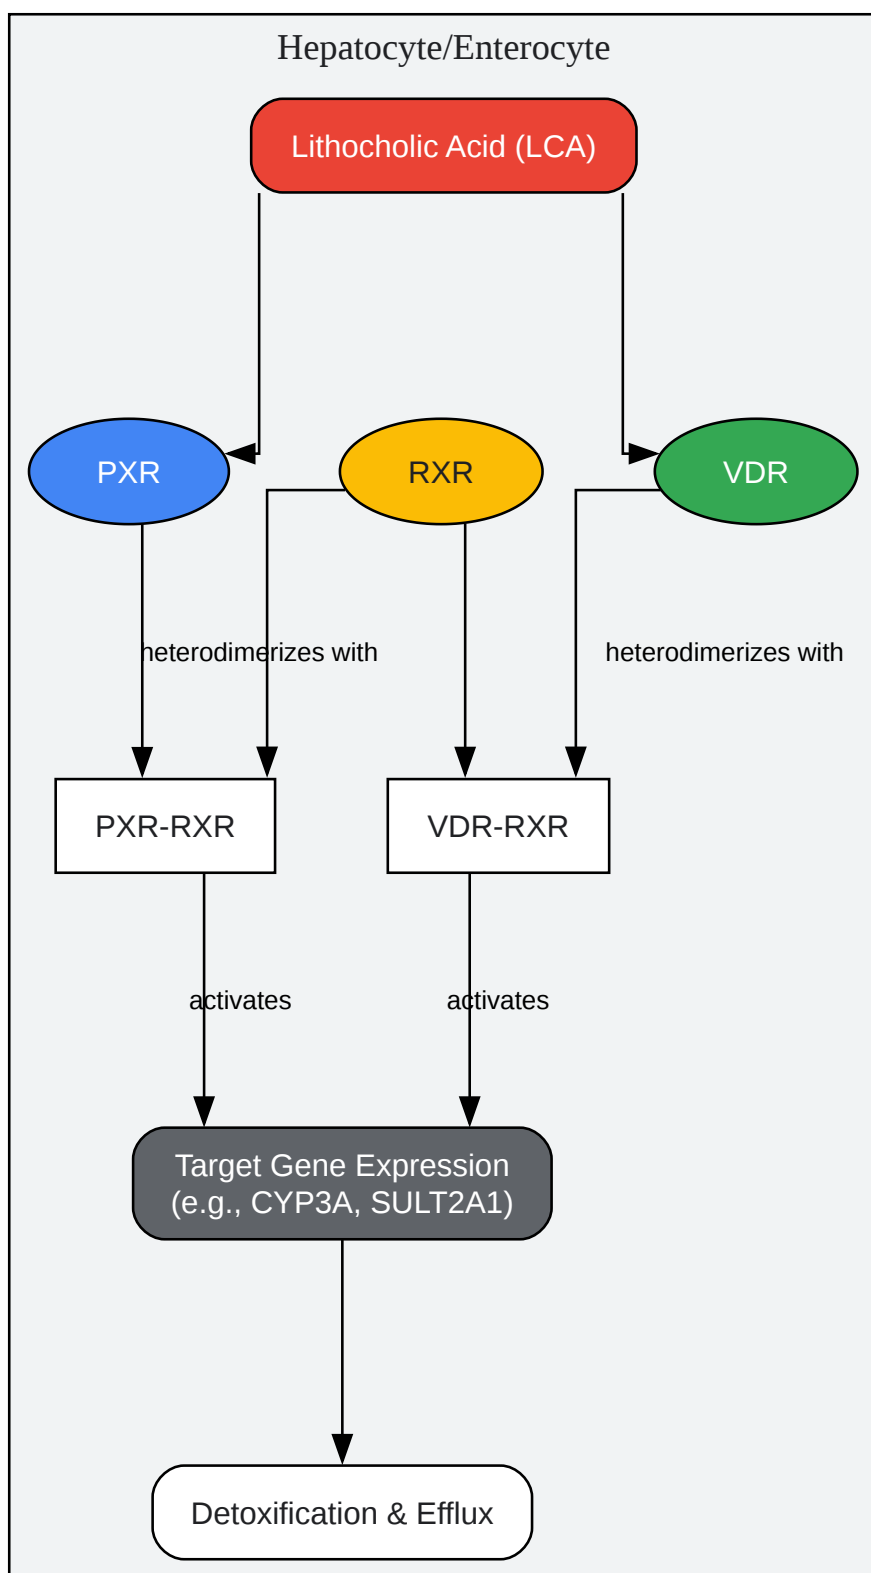 Hepatocyte/Enterocyte
Lithocholic Acid (LCA)
PXR
RXR
VDR
heterodimerizes with
heterodimerizes with
PXR-RXR
VDR-RXR
activates
activates
Target Gene Expression
(e.g., CYP3A, SULT2A1)
Detoxification & Efflux